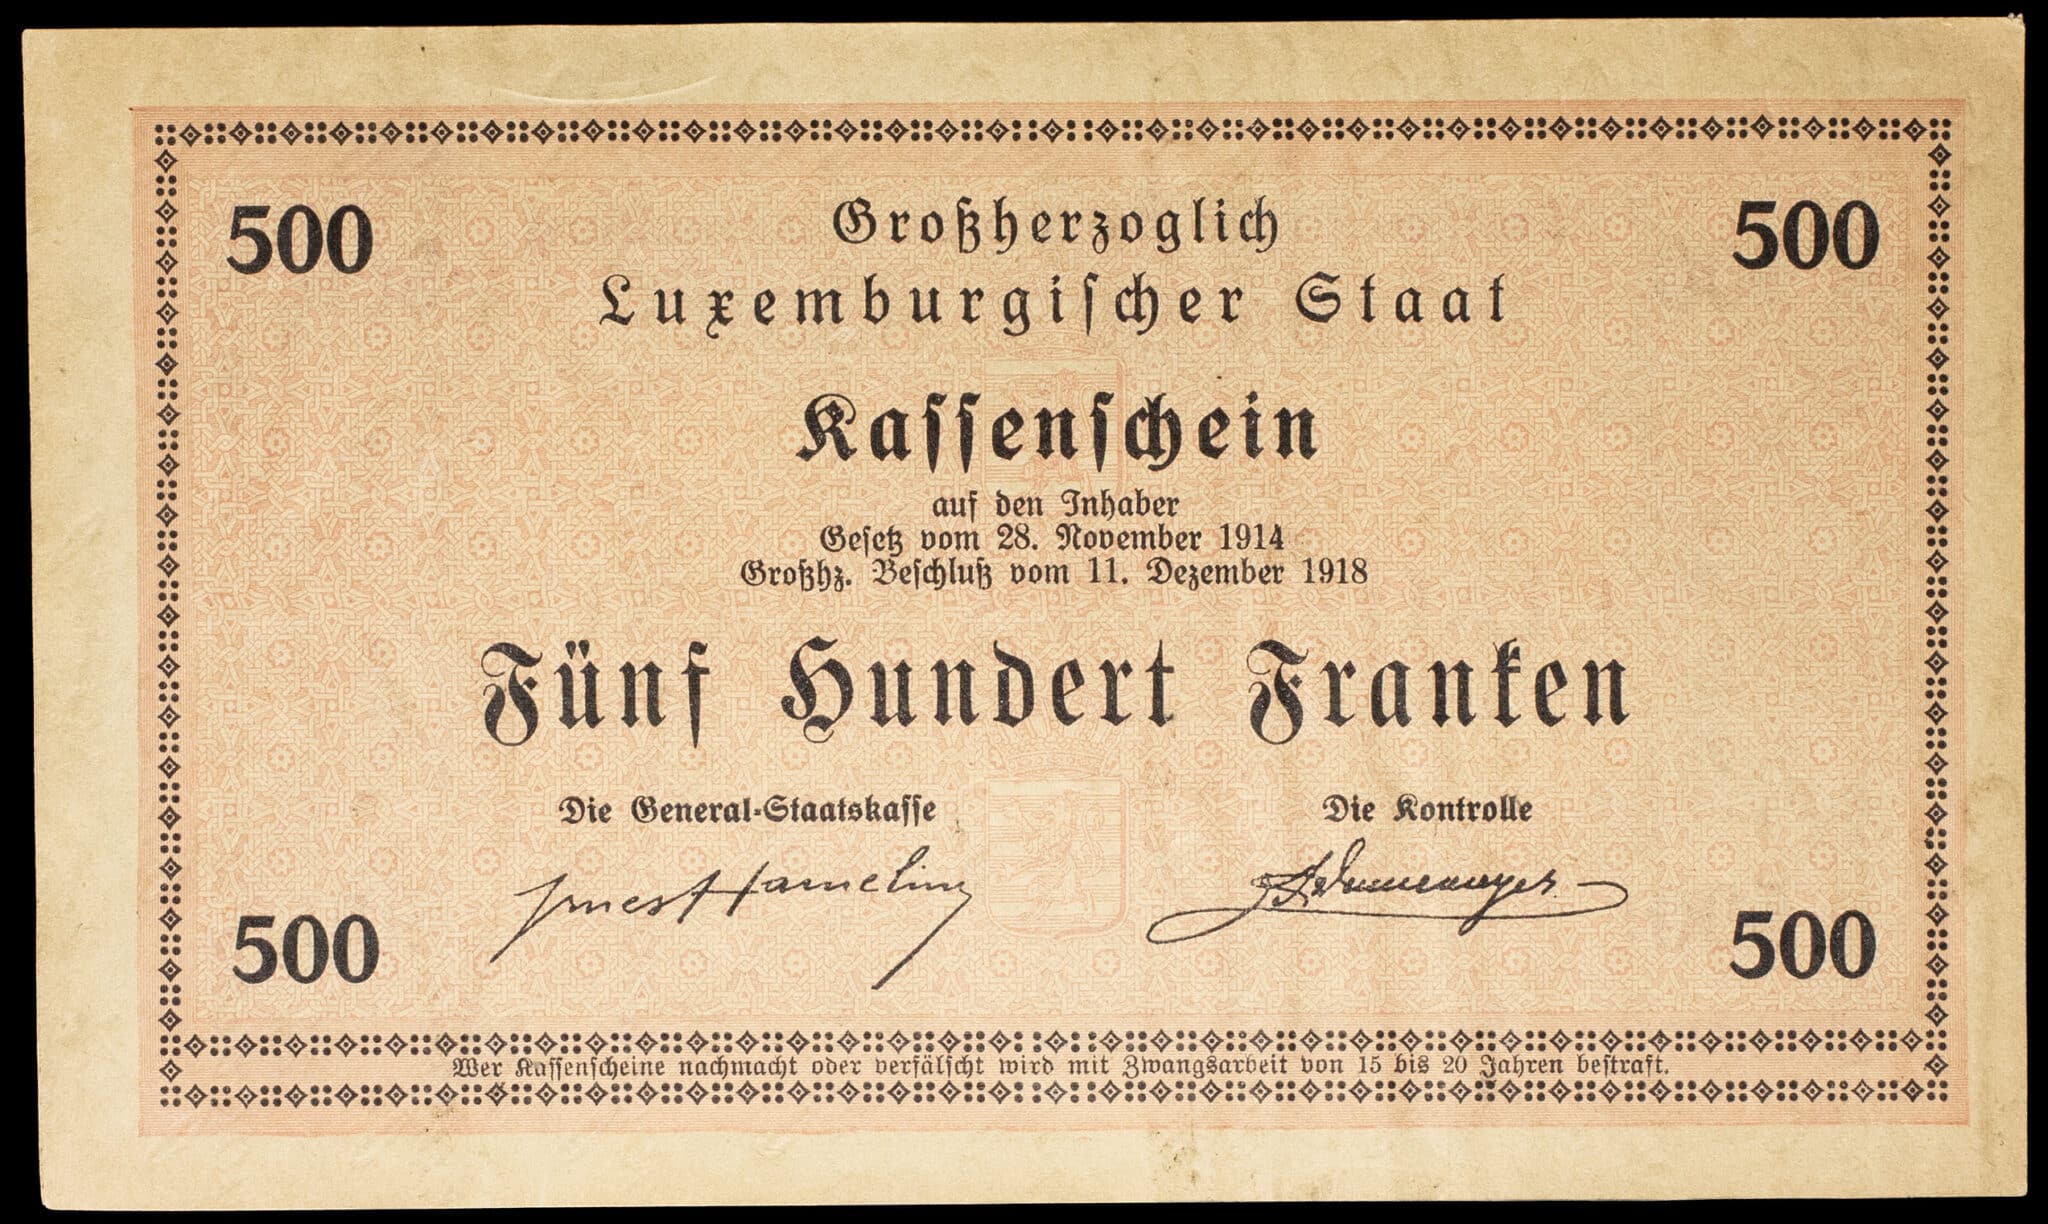 500
500
Großherzoglich
Luxemburgischer Staat
Kassenschein
auf den Inhaber
Gesetz vom 28. November 1914
Großhz. Beschluß vom 11. Dezember 1918
Fünf Hundert Franken
Die General-Staatskasse
Die Kontrolle
Ernest Hameling
500
500
Wer Kassenscheine nachmacht oder verfälscht wird mit Zwangsarbeit von 15 bis 20 Jahren bestraft.